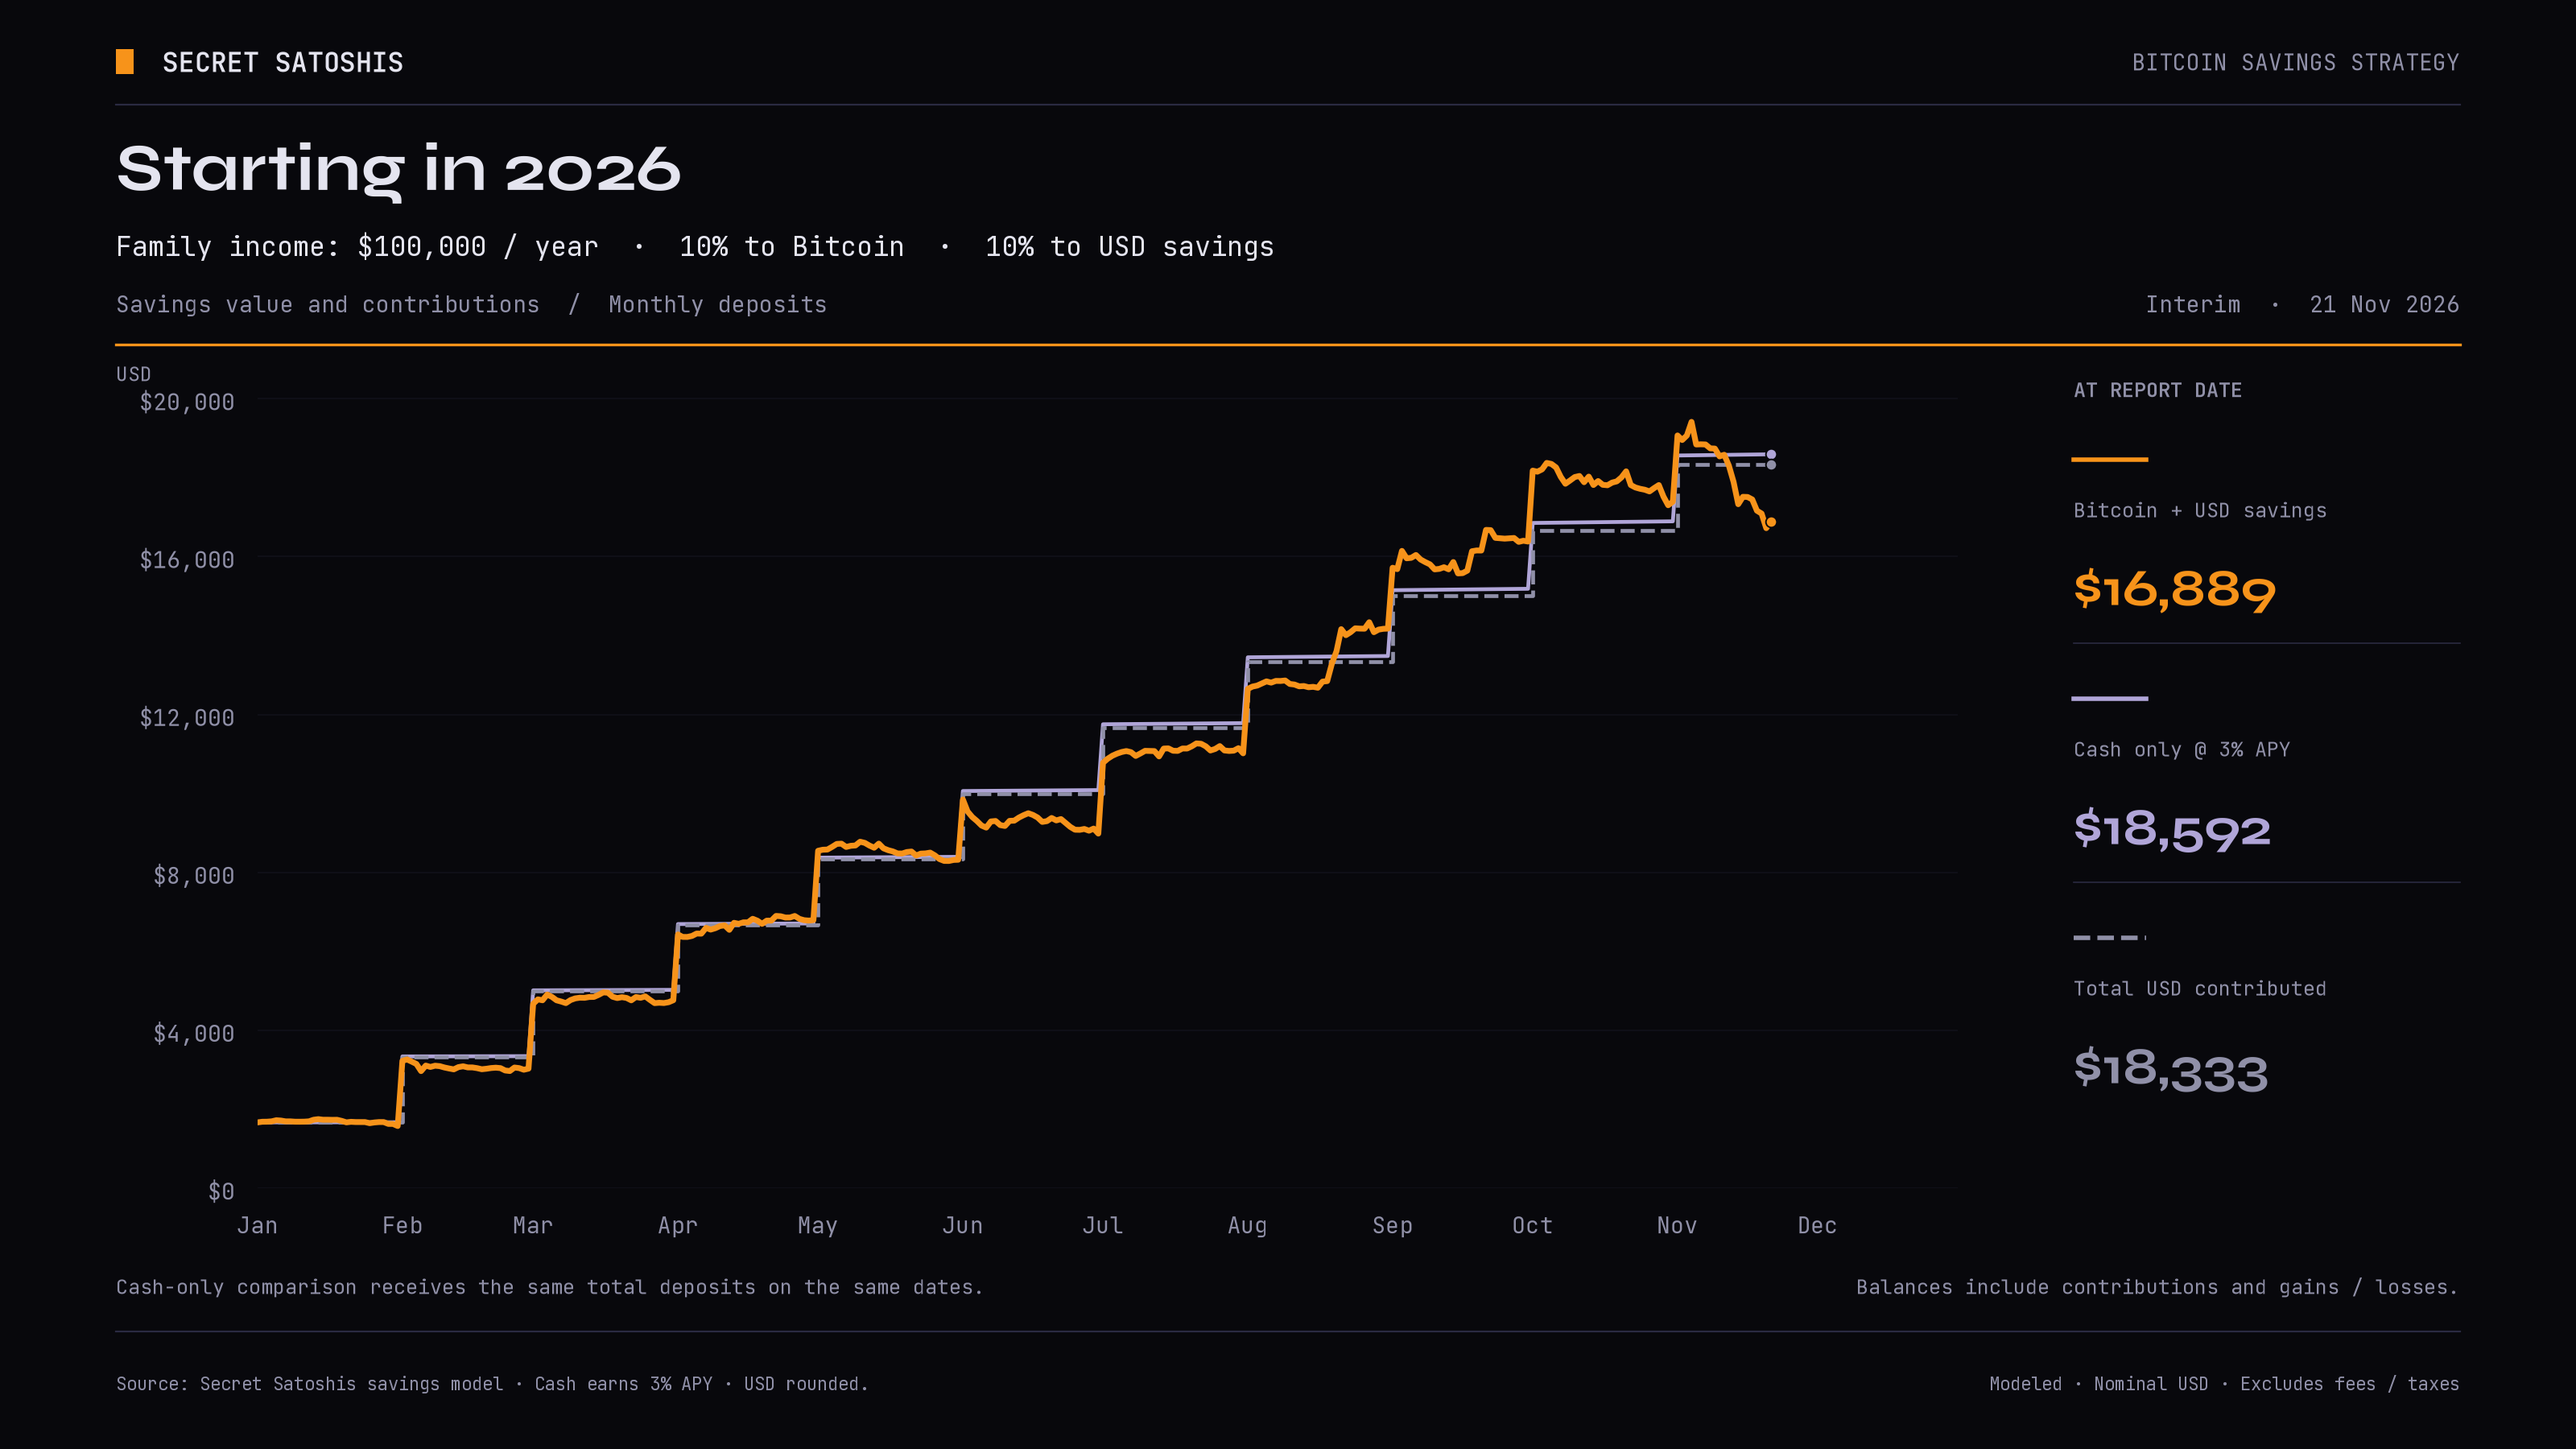 SECRET SATOSHIS
BITCOIN SAVINGS STRATEGY
Starting in 2026
Family income: $100,000 / year · 10% to Bitcoin · 10% to USD savings
Savings value and contributions / Monthly deposits
Interim · 21 Nov 2026
USD
$20,000
$16,000
$12,000
$8,000
$4,000
$0
Jan Feb Mar Apr May Jun Jul Aug Sep Oct Nov Dec
AT REPORT DATE
Bitcoin + USD savings
$16,889
Cash only @ 3% APY
$18,592
Total USD contributed
$18,333
Cash-only comparison receives the same total deposits on the same dates.
Balances include contributions and gains / losses.
Source: Secret Satoshis savings model · Cash earns 3% APY · USD rounded.
Modeled · Nominal USD · Excludes fees / taxes